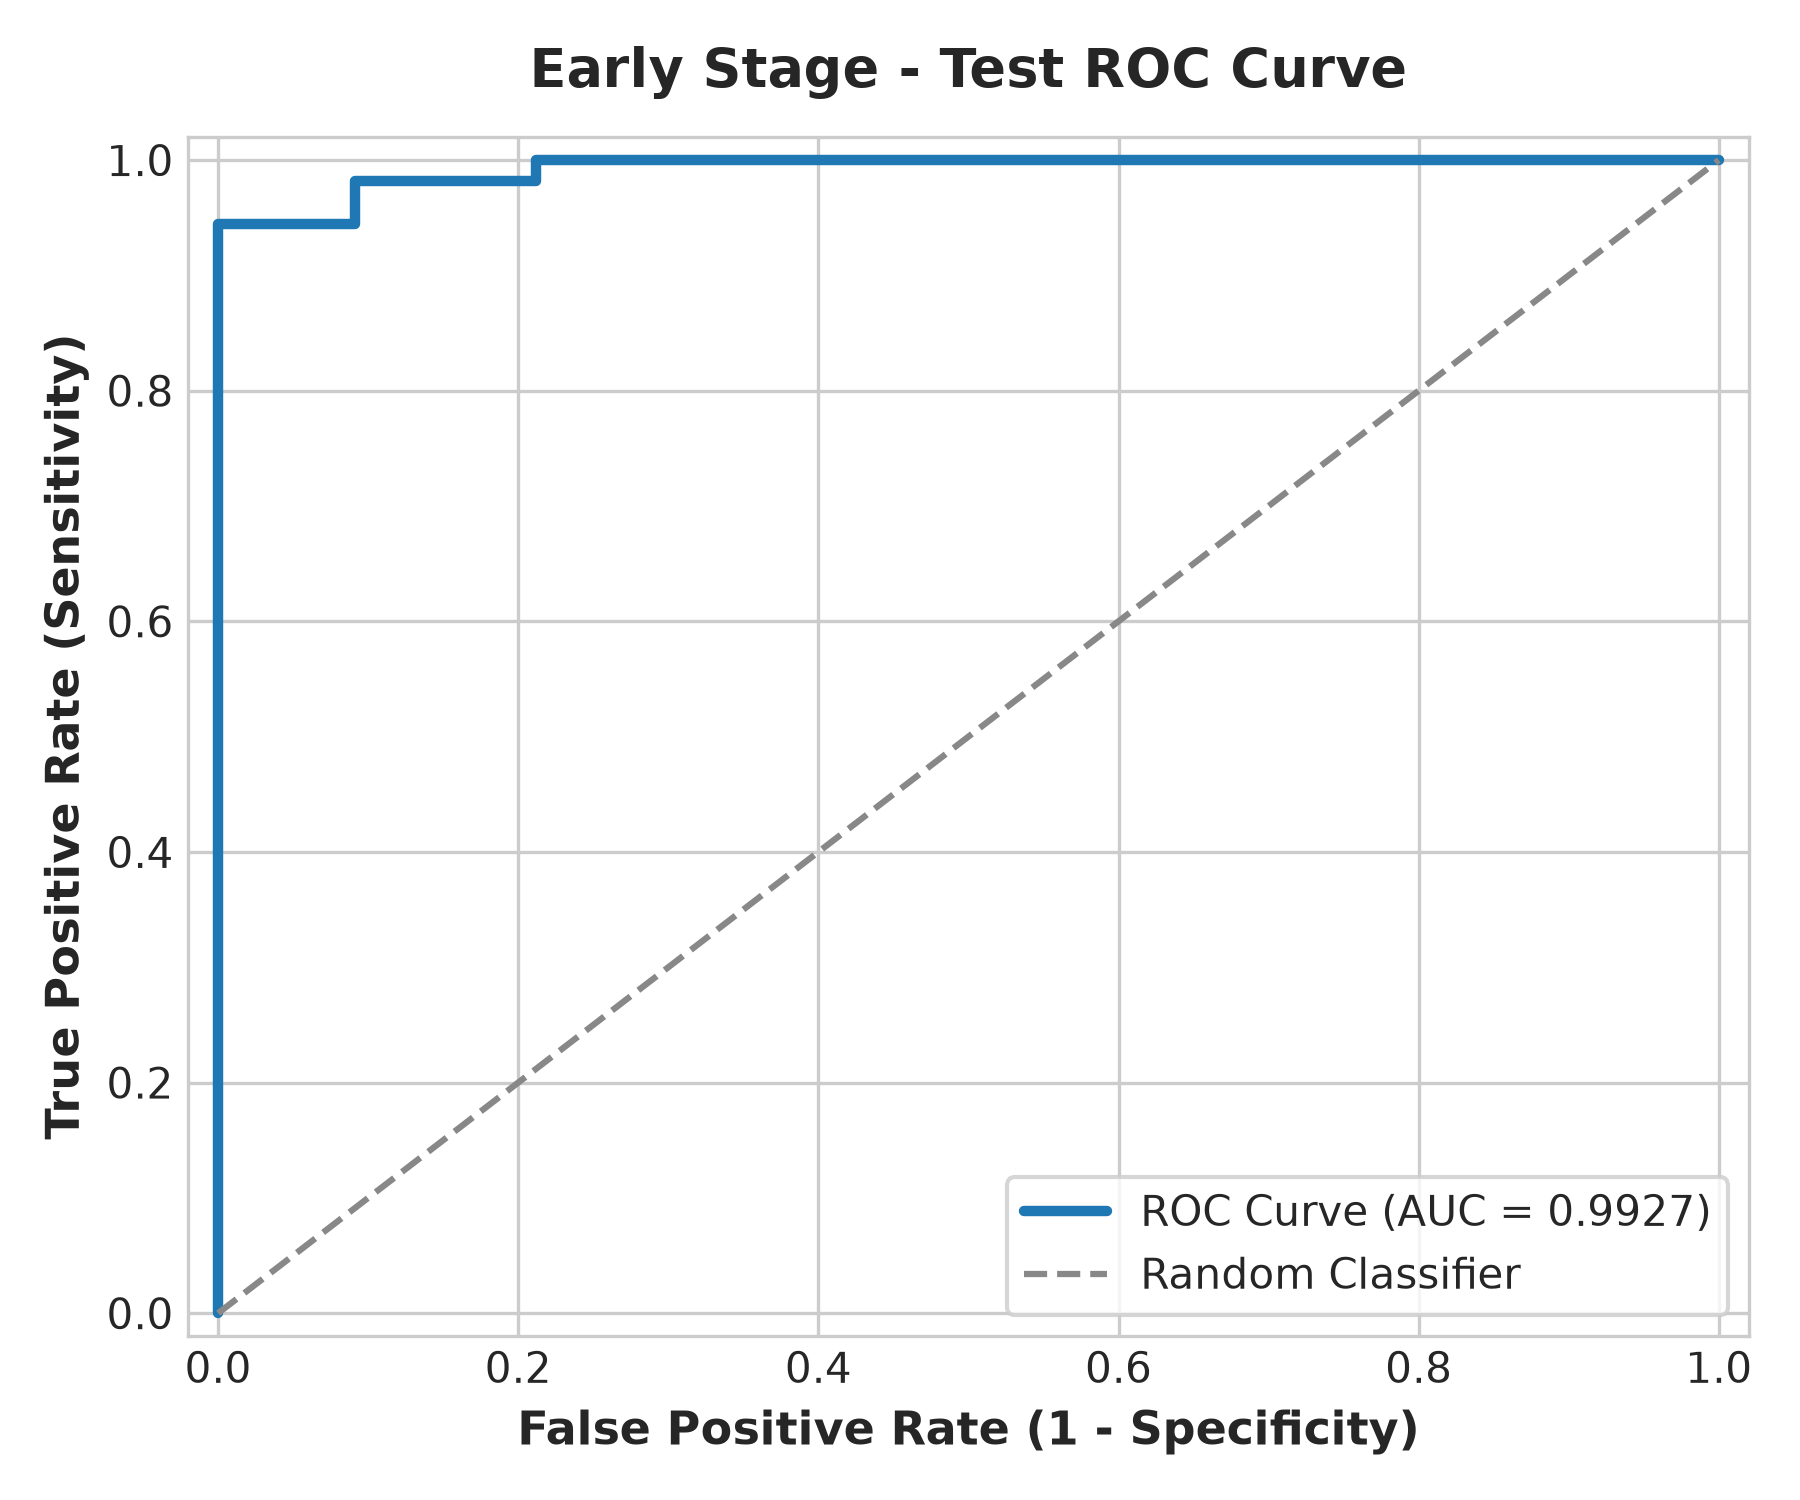 Early Stage - Test ROC Curve
True Positive Rate (Sensitivity)
1.0
0.8
0.6
0.4
0.2
0.0
ROC Curve (AUC = 0.9927)
Random Classifier
0.0 0.2 0.4 0.6 0.8 1.0
False Positive Rate (1 - Specificity)